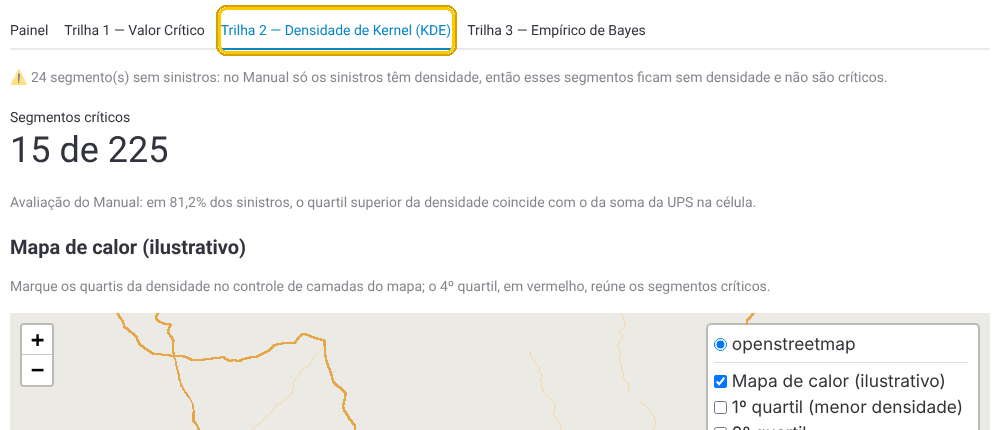 Painel Trilha 1 — Valor Crítico Trilha 2 — Densidade de Kernel (KDE) Trilha 3 — Empírico de Bayes
⚠️ 24 segmento(s) sem sinistros: no Manual só os sinistros têm densidade, então esses segmentos ficam sem densidade e não são críticos.
Segmentos críticos
15 de 225
Avaliação do Manual: em 81,2% dos sinistros, o quartil superior da densidade coincide com o da soma da UPS na célula.
Mapa de calor (ilustrativo)
Marque os quartis da densidade no controle de camadas do mapa; o 4º quartil, em vermelho, reúne os segmentos críticos.
+
−
openstreetmap
Mapa de calor (ilustrativo)
1º quartil (menor densidade)